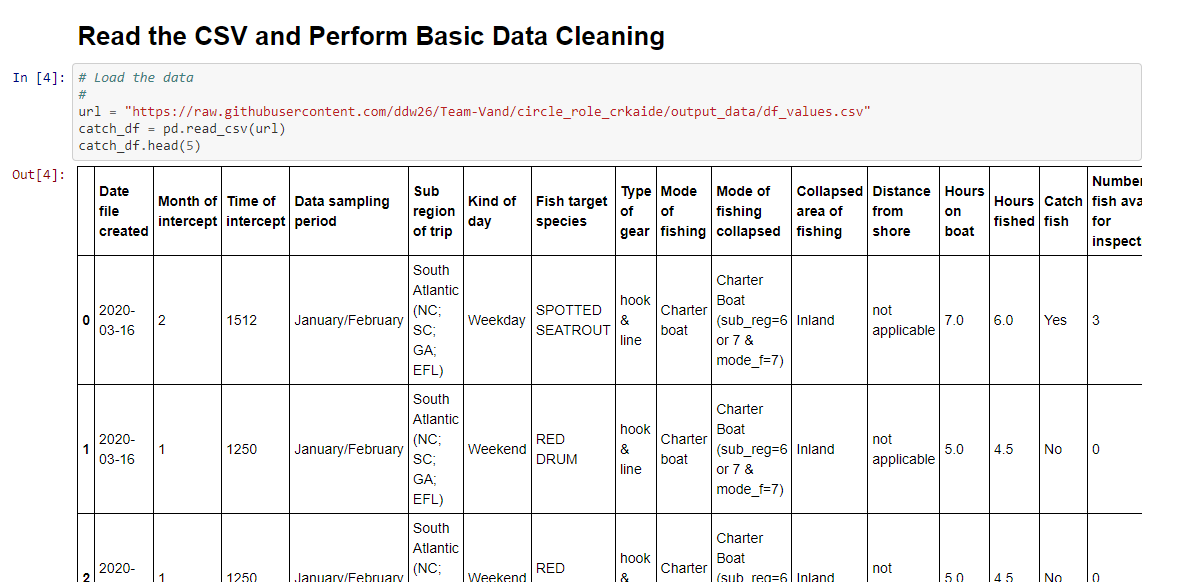 Read the CSV and Perform Basic Data Cleaning
In [4]:
# Load the data
#
url = "https://raw.githubusercontent.com/ddw26/Team-Vand/circle_role_crkaide/output_data/df_values.csv"
catch_df = pd.read_csv(url)
catch_df.head(5)
Out[4]:
Date file created
Month of intercept
Time of intercept
Data sampling period
Sub region of trip
Kind of day
Fish target species
Type of gear
Mode of fishing
Mode of fishing collapsed
Collapsed area of fishing
Distance from shore
Hours on boat
Hours fished
Catch fish
Number fish ava for inspect
0 2020-03-16 2 1512 January/February South Atlantic (NC; SC; GA; EFL) Weekday SPOTTED SEATROUT hook & line Charter boat Charter Boat (sub_reg=6 or 7 & mode_f=7) Inland not applicable 7.0 6.0 Yes 3
1 2020-03-16 1 1250 January/February South Atlantic (NC; SC; GA; EFL) Weekend RED DRUM hook & line Charter boat Charter Boat (sub_reg=6 or 7 & mode_f=7) Inland not applicable 5.0 4.5 No 0
2 2020- 1 1250 January/February South Atlantic (NC; Weekend RED hook & Charter Charter Boat (sub_reg=6 Inland not 5.0 4.5 No 0